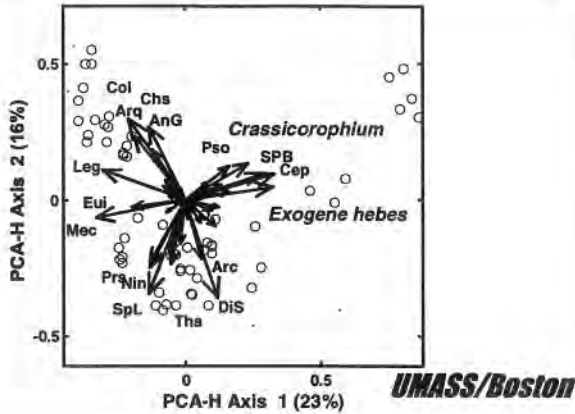 0.5
Col
Chs
Arq
AnG
Crassicorophium
Pso
SPB
Leg
Cep
PCA-H Axis 2 (16%)
0
Eui
Exogene hebes
Mec
Prs
Arc
Nin
SpL
DiS
Tha
-0.5
0
0.5
PCA-H Axis 1 (23%)
UMASS/Boston